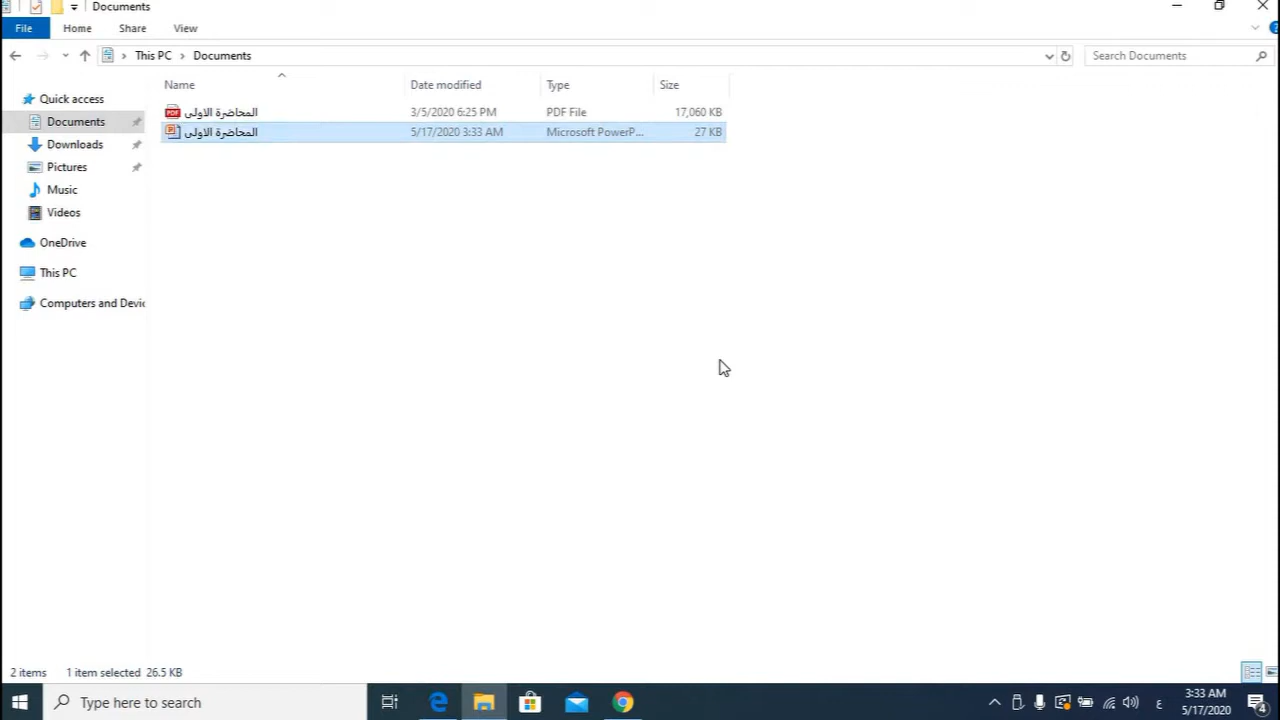 Documents
File Home Share View
This PC > Documents
Search Documents
Name Date modified Type Size
المحاضرة الاولى 3/5/2020 6:25 PM PDF File 17,060 KB
المحاضرة الاولى 5/17/2020 3:33 AM Microsoft PowerP... 27 KB
Quick access
Documents
Downloads
Pictures
Music
Videos
OneDrive
This PC
Computers and Devic
2 items 1 item selected 26.5 KB
Type here to search
ع
3:33 AM
5/17/2020
4